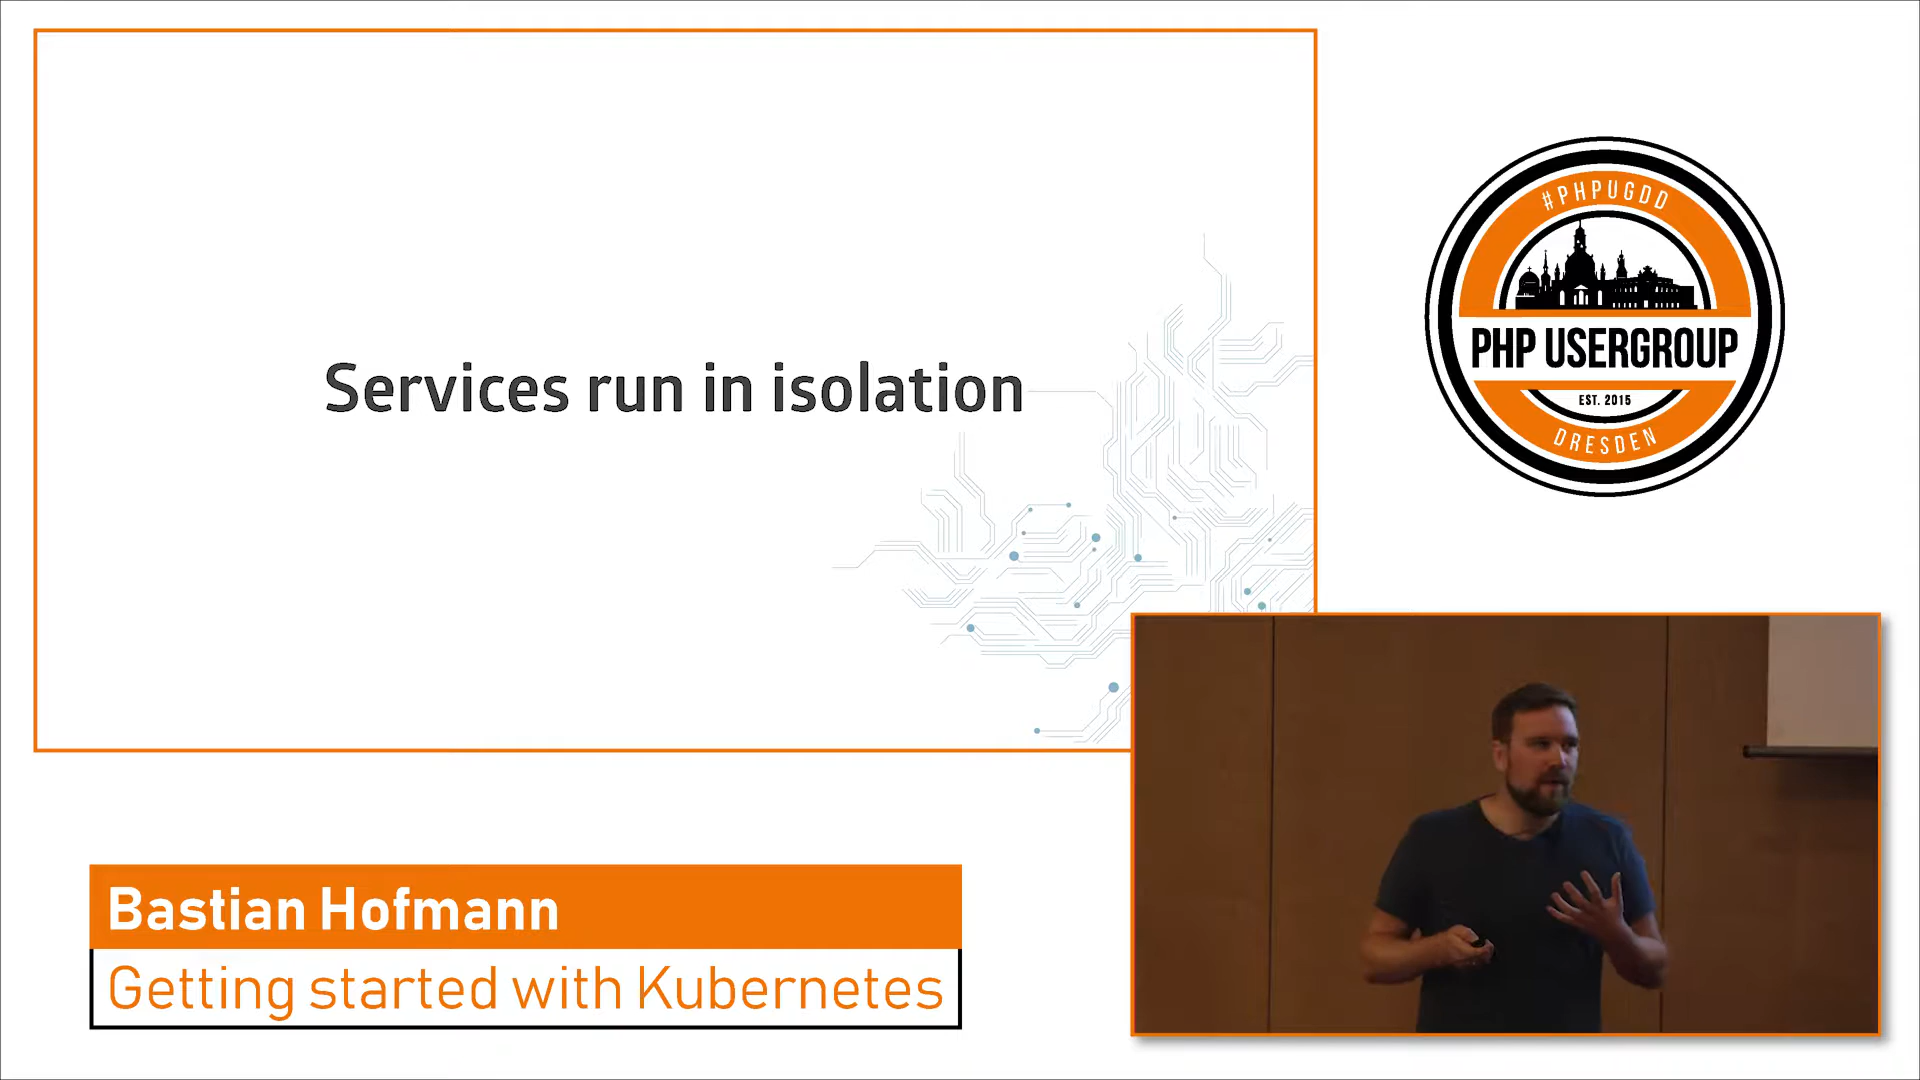 Services run in isolation
#PHPUGDD
PHP USERGROUP
EST. 2015
DRESDEN
Bastian Hofmann
Getting started with Kubernetes